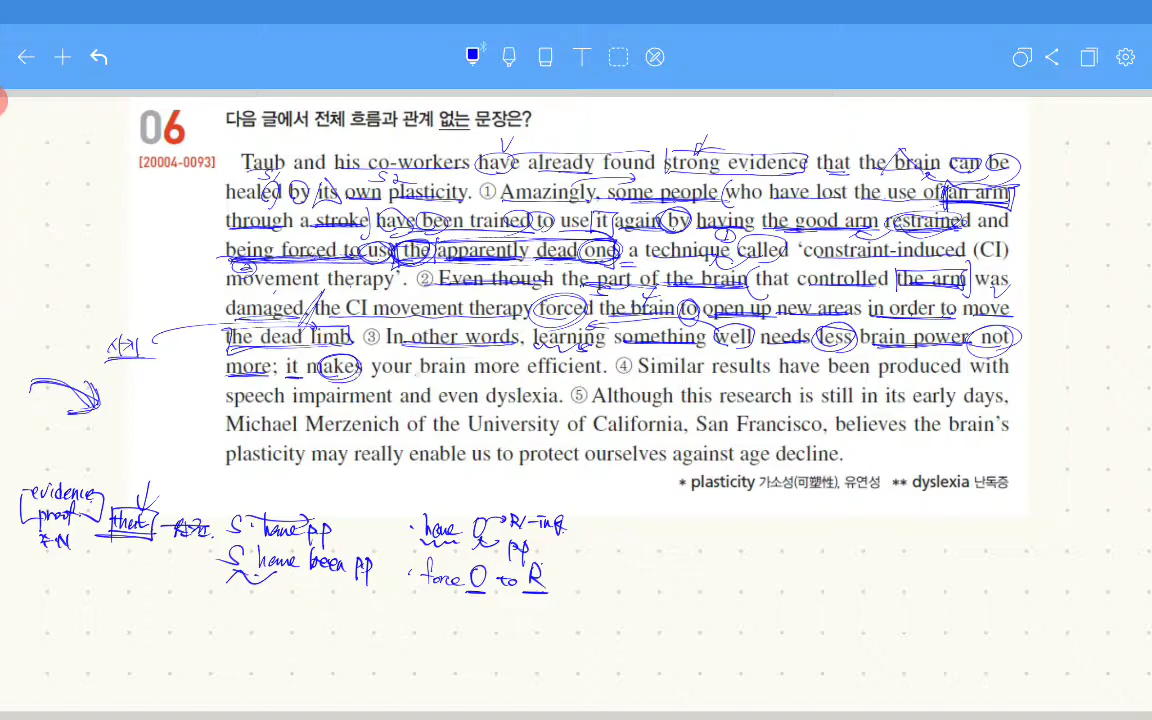 06
다음 글에서 전체 흐름과 관계 없는 문장은?
[20004-0093]
Taub and his co-workers have already found strong evidence that the brain can be
healed by its own plasticity. ① Amazingly, some people who have lost the use of an arm
through a stroke have been trained to use it again by having the good arm restrained and
being forced to use the apparently dead one, a technique called ‘constraint-induced (CI)
movement therapy’. ② Even though the part of the brain that controlled the arm was
damaged, the CI movement therapy forced the brain to open up new areas in order to move
the dead limb. ③ In other words, learning something well needs less brain power, not
more; it makes your brain more efficient. ④ Similar results have been produced with
speech impairment and even dyslexia. ⑤ Although this research is still in its early days,
Michael Merzenich of the University of California, San Francisco, believes the brain’s
plasticity may really enable us to protect ourselves against age decline.
* plasticity 가소성(可塑性), 유연성 ** dyslexia 난독증
evidence
proof
that
S have pp
S have been pp
have O R/-ing
pp
force O to R